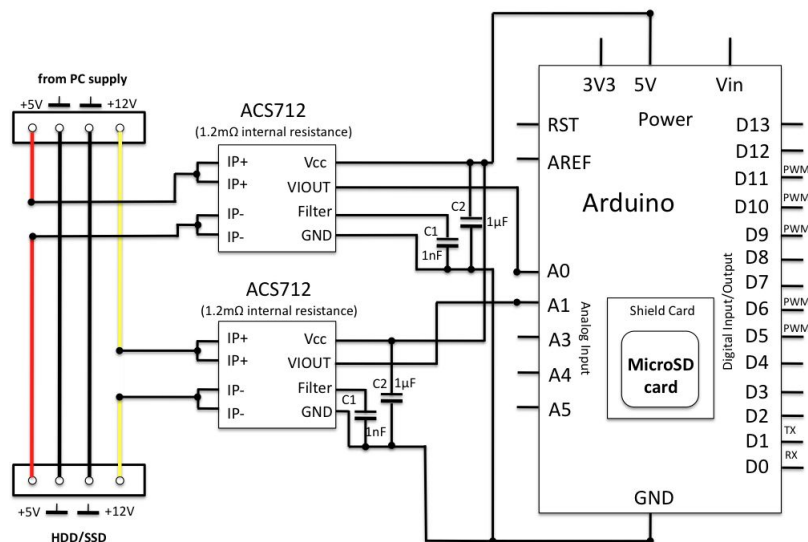 from PC supply
+5V
+12V
ACS712
(1.2mΩ internal resistance)
IP+
IP+
IP-
IP-
Vcc
VIOUT
Filter
GND
C2
1µF
C1
1nF
ACS712
(1.2mΩ internal resistance)
IP+
IP+
IP-
IP-
Vcc
VIOUT
Filter
GND
C2
1µF
C1
1nF
+5V
+12V
HDD/SSD
3V3
5V
Vin
Power
RST
AREF
Arduino
A0
A1
A3
A4
A5
Analog Input
Shield Card
MicroSD
card
Digital Input/Output
D13
D12
D11
PWM
D10
PWM
D9
PWM
D8
D7
D6
PWM
D5
PWM
D4
D3
D2
D1
TX
D0
RX
GND